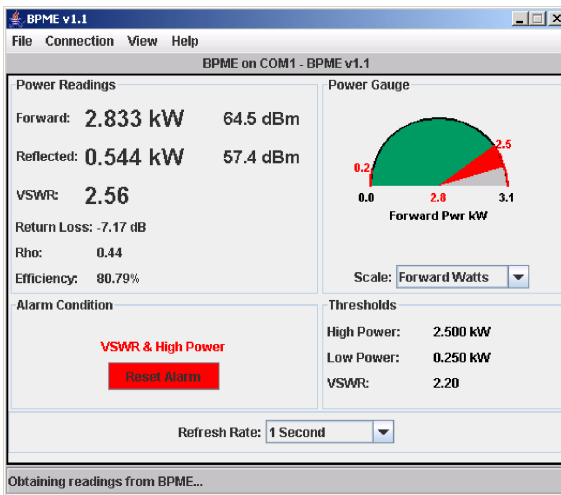 BPME v1.1
File Connection View Help
BPME on COM1 - BPME v1.1
Power Readings
Forward: 2.833 kW 64.5 dBm
Reflected: 0.544 kW 57.4 dBm
VSWR: 2.56
Return Loss: -7.17 dB
Rho: 0.44
Efficiency: 80.79%
Power Gauge
0.2
2.5
0.0 2.8 3.1
Forward Pwr kW
Scale: Forward Watts
Alarm Condition
VSWR & High Power
Reset Alarm
Thresholds
High Power: 2.500 kW
Low Power: 0.250 kW
VSWR: 2.20
Refresh Rate: 1 Second
Obtaining readings from BPME...